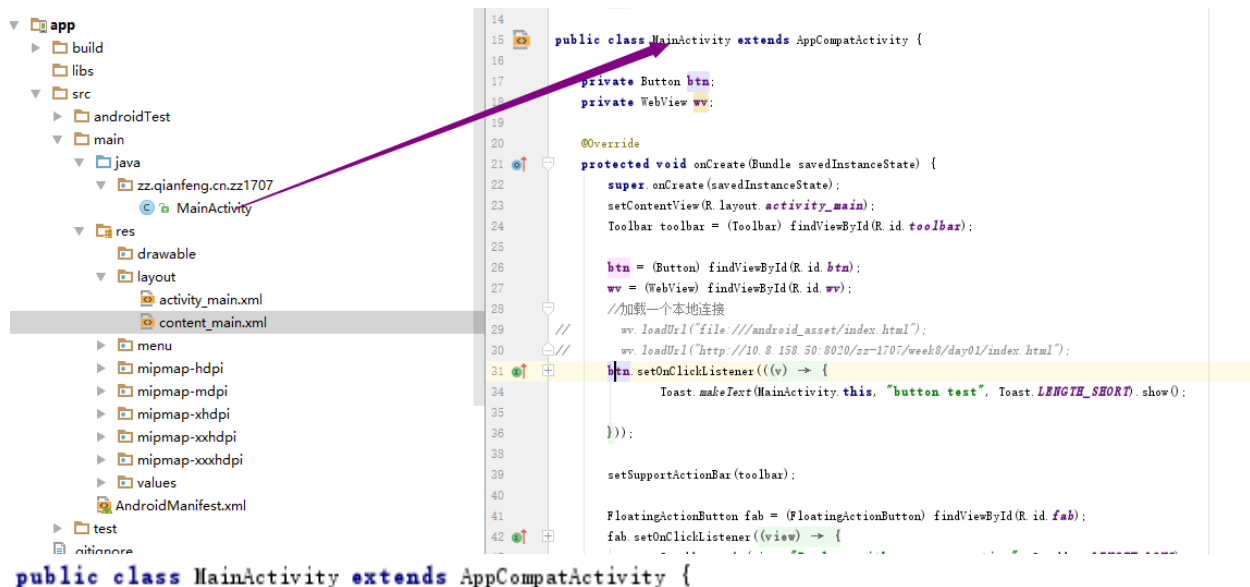 app
build
libs
src
androidTest
main
java
zz.qianfeng.cn.zz1707
MainActivity
res
drawable
layout
activity_main.xml
content_main.xml
menu
mipmap-hdpi
mipmap-mdpi
mipmap-xhdpi
mipmap-xxhdpi
mipmap-xxxhdpi
values
AndroidManifest.xml
test
.gitignore
14
15 public class MainActivity extends AppCompatActivity {
16
17 private Button btn;
18 private WebView wv;
19
20 @Override
21 protected void onCreate(Bundle savedInstanceState) {
22 super.onCreate(savedInstanceState);
23 setContentView(R.layout.activity_main);
24 Toolbar toolbar = (Toolbar) findViewById(R.id.toolbar);
25
26 btn = (Button) findViewById(R.id.btn);
27 wv = (WebView) findViewById(R.id.wv);
28 //加载一个本地连接
29 // wv.loadUrl("file:///android_asset/index.html");
30 // wv.loadUrl("http://10.8.158.50:8020/zz-1707/week8/day01/index.html");
31 btn.setOnClickListener(((v) → {
34 Toast.makeText(MainActivity.this, "button test", Toast.LENGTH_SHORT).show();
35
36 }));
38
39 setSupportActionBar(toolbar);
40
41 FloatingActionButton fab = (FloatingActionButton) findViewById(R.id.fab);
42 fab.setOnClickListener((view) → {
public class MainActivity extends AppCompatActivity {